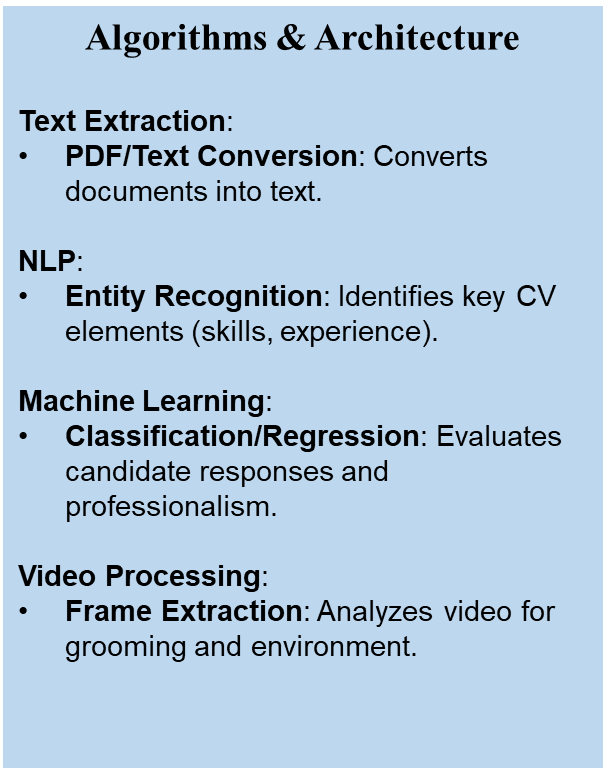 Algorithms & Architecture
Text Extraction:
• PDF/Text Conversion: Converts
documents into text.
NLP:
• Entity Recognition: Identifies key CV
elements (skills, experience).
Machine Learning:
• Classification/Regression: Evaluates
candidate responses and
professionalism.
Video Processing:
• Frame Extraction: Analyzes video for
grooming and environment.